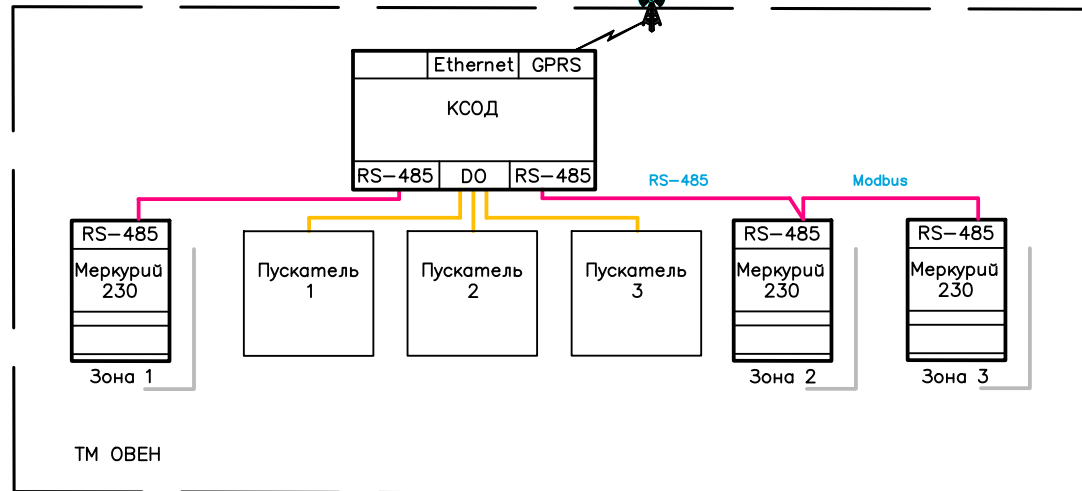 Ethernet GPRS
КСОД
RS-485 DO RS-485
RS-485 Modbus
RS-485 RS-485 RS-485
Меркурий Пускатель Пускатель Пускатель Меркурий Меркурий
230 1 2 3 230 230
Зона 1 Зона 2 Зона 3
ТМ ОВЕН